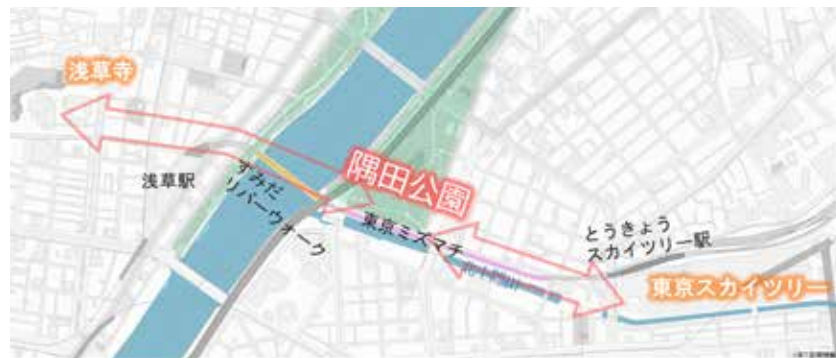 浅草寺
浅草駅
すみだ
リバーウォーク
隅田公園
東京ミズマチ
とうきょう
スカイツリー駅
東京スカイツリー